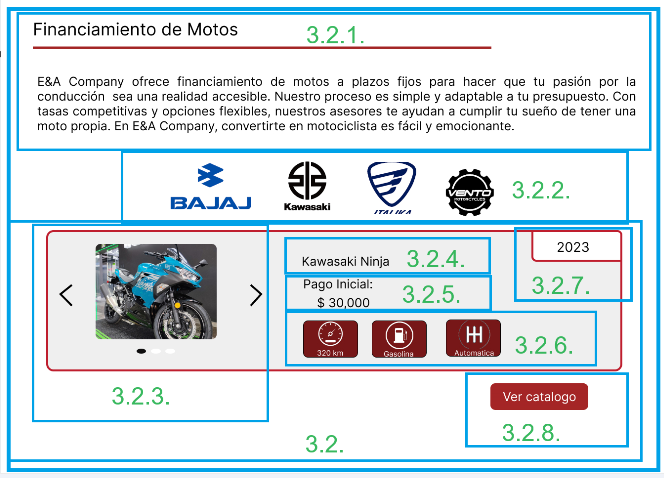 Financiamiento de Motos
3.2.1.
E&A Company ofrece financiamiento de motos a plazos fijos para hacer que tu pasión por la
conducción sea una realidad accesible. Nuestro proceso es simple y adaptable a tu presupuesto. Con
tasas competitivas y opciones flexibles, nuestros asesores te ayudan a cumplir tu sueño de tener una
moto propia. En E&A Company, convertirte en motociclista es fácil y emocionante.
BAJAJ
Kawasaki
ITALIKA
VENTO
MOTORCYCLES
3.2.2.
2023
Kawasaki Ninja
3.2.4.
3.2.7.
Pago Inicial:
$ 30,000
3.2.5.
320 km
Gasolina
Automatica
3.2.6.
3.2.3.
Ver catalogo
3.2.8.
3.2.